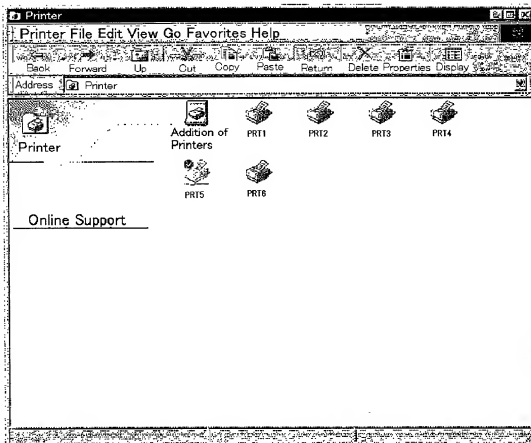 Printer
Printer File Edit View Go Favorites Help
Back Forward Up Cut Copy Paste Return Delete Properties Display
Address Printer
Printer
Addition of
Printers
PRT1 PRT2 PRT3 PRT4
PRT5 PRT6
Online Support